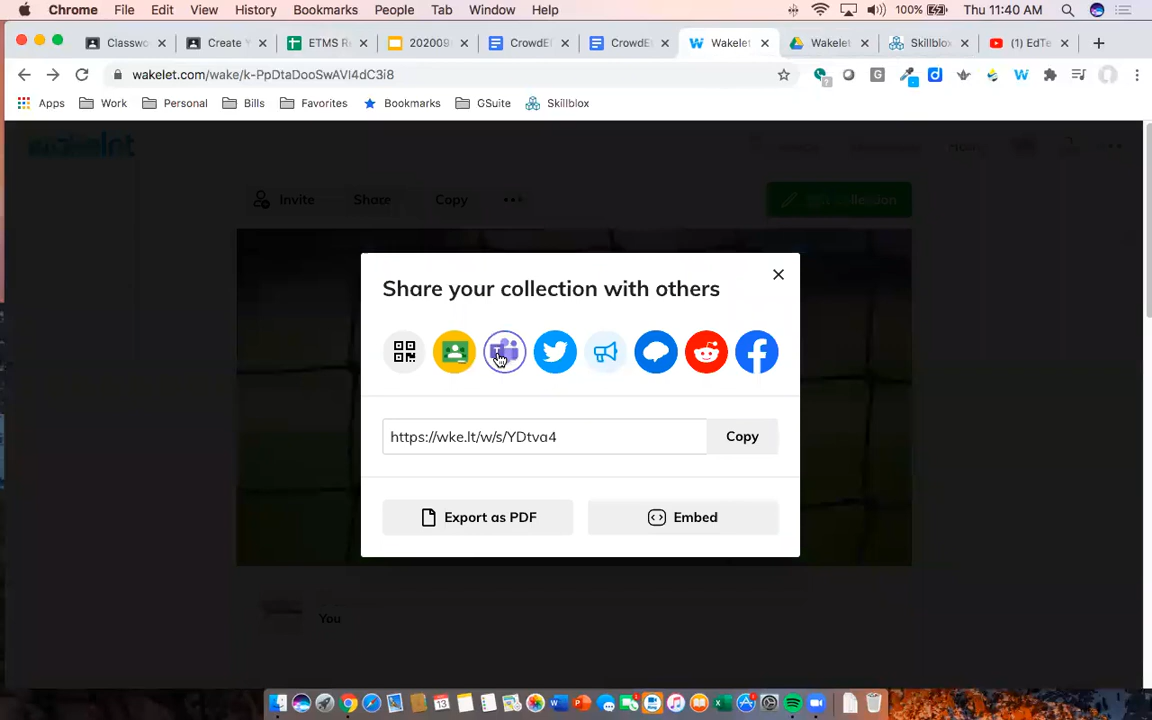 Chrome File Edit View History Bookmarks People Tab Window Help 100% Thu 11:40 AM
Classwo Create Y ETMS R 202009 CrowdE CrowdE Wakelet Wakelet Skillblox (1) EdTe
wakelet.com/wake/k-PpDtaDooSwAVI4dC3i8
Apps Work Personal Bills Favorites Bookmarks GSuite Skillblox
Invite Share Copy
Share your collection with others
https://wke.lt/w/s/YDtva4 Copy
Export as PDF Embed
You